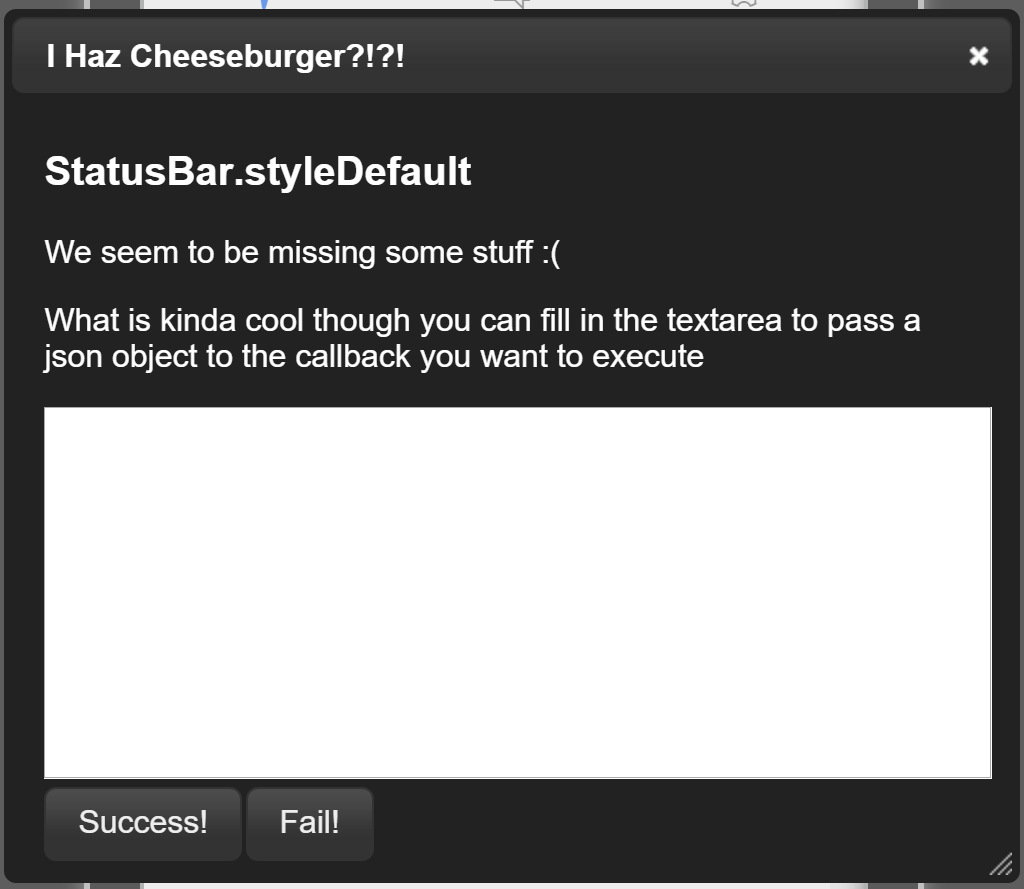 I Haz Cheeseburger?!?!
StatusBar.styleDefault
We seem to be missing some stuff :(
What is kinda cool though you can fill in the textarea to pass a
json object to the callback you want to execute
Success! Fail!